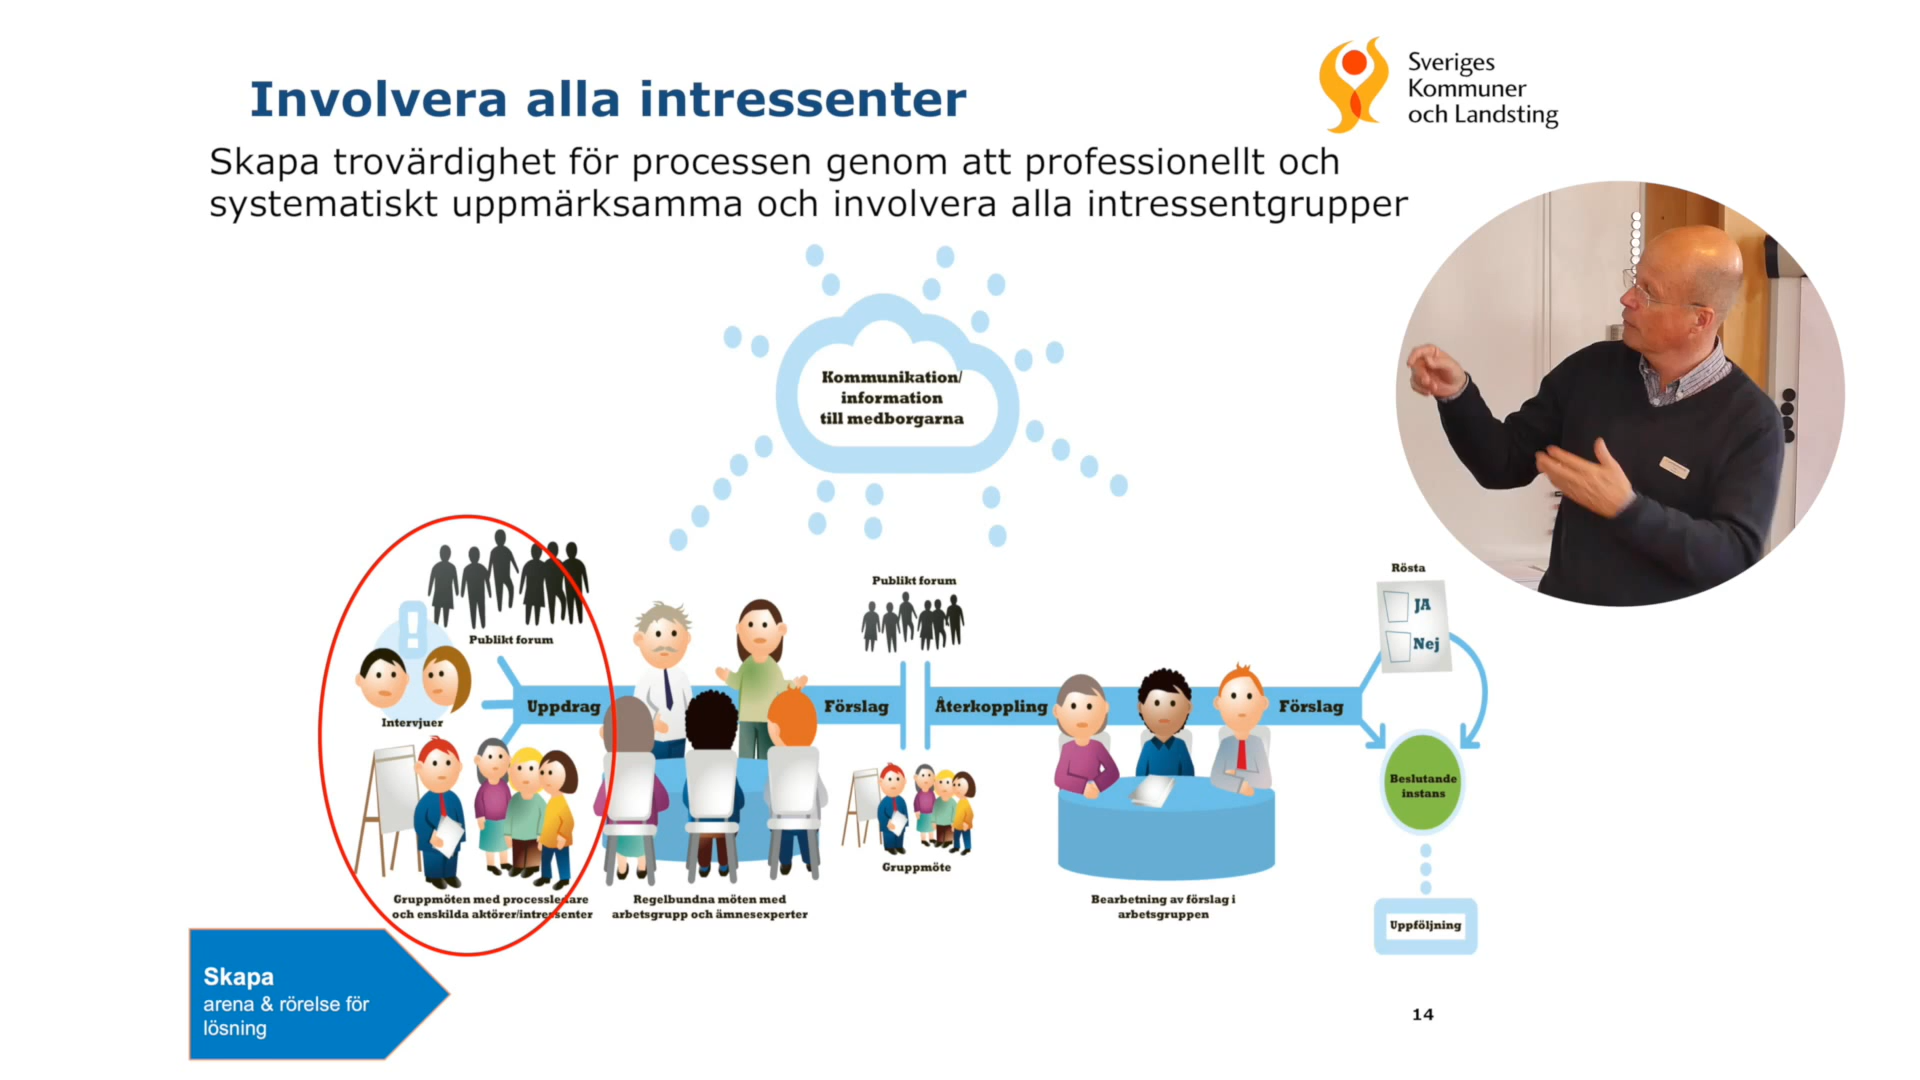 Involvera alla intressenter
Sveriges
Kommuner
och Landsting
Skapa trovärdighet för processen genom att professionellt och
systematiskt uppmärksamma och involvera alla intressentgrupper
Kommunikation/
information
till medborgarna
Publikt forum
Intervjuer
Uppdrag
Gruppmöten med processledare
och enskilda aktörer/intressenter
Regelbundna möten med
arbetsgrupp och ämnesexperter
Förslag
Publikt forum
Återkoppling
Gruppmöte
Bearbetning av förslag i
arbetsgruppen
Förslag
Rösta
JA
Nej
Beslutande
instans
Uppföljning
Skapa
arena & rörelse för
lösning
14